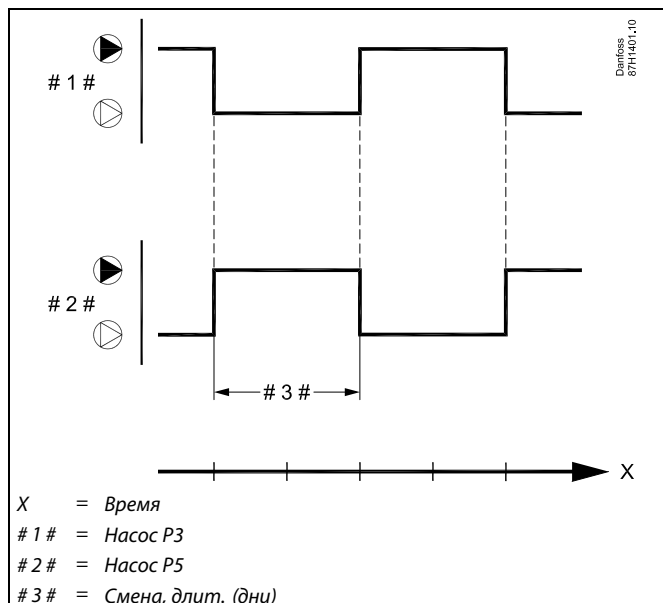 Danfoss
87H1401.10
# 1 #
# 2 #
# 3 #
X
X = Время
# 1 # = Насос P3
# 2 # = Насос P5
# 3 # = Смена, длит. (дни)